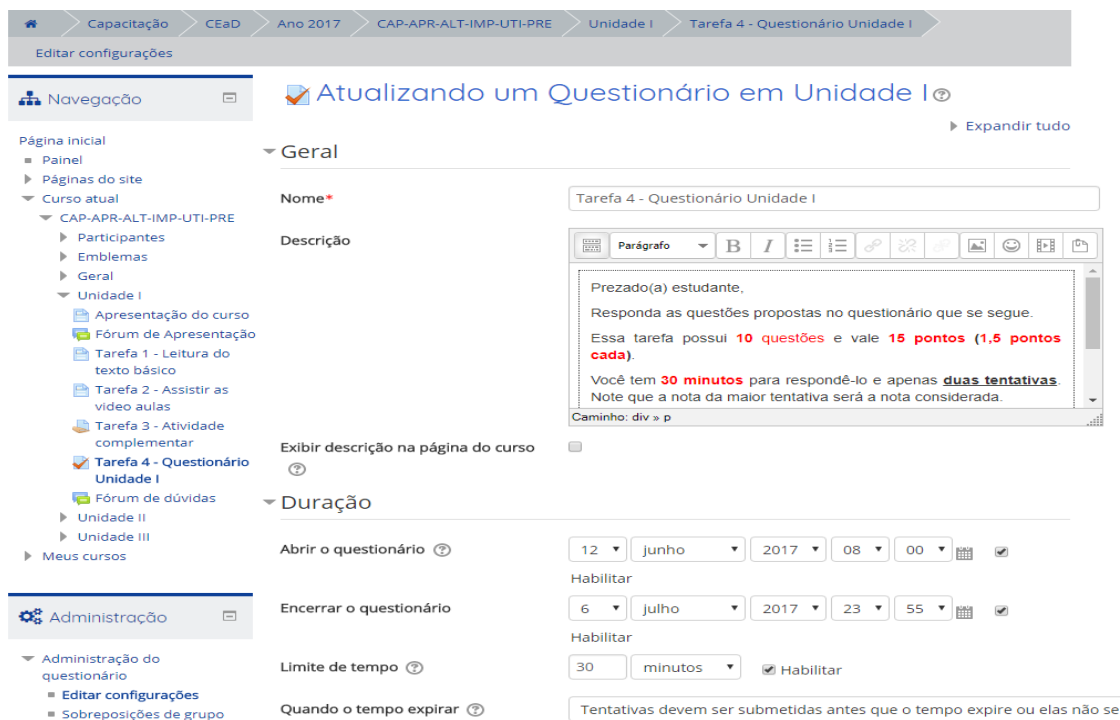 Capacitação CEaD Ano 2017 CAP-APR-ALT-IMP-UTI-PRE Unidade I Tarefa 4 - Questionário Unidade I
Editar configurações
Navegação
Página inicial
Painel
Páginas do site
Curso atual
CAP-APR-ALT-IMP-UTI-PRE
Participantes
Emblemas
Geral
Unidade I
Apresentação do curso
Fórum de Apresentação
Tarefa 1 - Leitura do
texto básico
Tarefa 2 - Assistir as
video aulas
Tarefa 3 - Atividade
complementar
Tarefa 4 - Questionário
Unidade I
Fórum de dúvidas
Unidade II
Unidade III
Meus cursos
Administração
Administração do
questionário
Editar configurações
Sobreposições de grupo
Atualizando um Questionário em Unidade I
Expandir tudo
Geral
Nome*
Tarefa 4 - Questionário Unidade I
Descrição
Parágrafo B I
Prezado(a) estudante,
Responda as questões propostas no questionário que se segue.
Essa tarefa possui 10 questões e vale 15 pontos (1,5 pontos
cada).
Você tem 30 minutos para respondê-lo e apenas duas tentativas.
Note que a nota da maior tentativa será a nota considerada.
Caminho: div » p
Exibir descrição na página do curso
Duração
Abrir o questionário 12 junho 2017 08 00
Habilitar
Encerrar o questionário 6 julho 2017 23 55
Habilitar
Limite de tempo 30 minutos Habilitar
Quando o tempo expirar Tentativas devem ser submetidas antes que o tempo expire ou elas não se